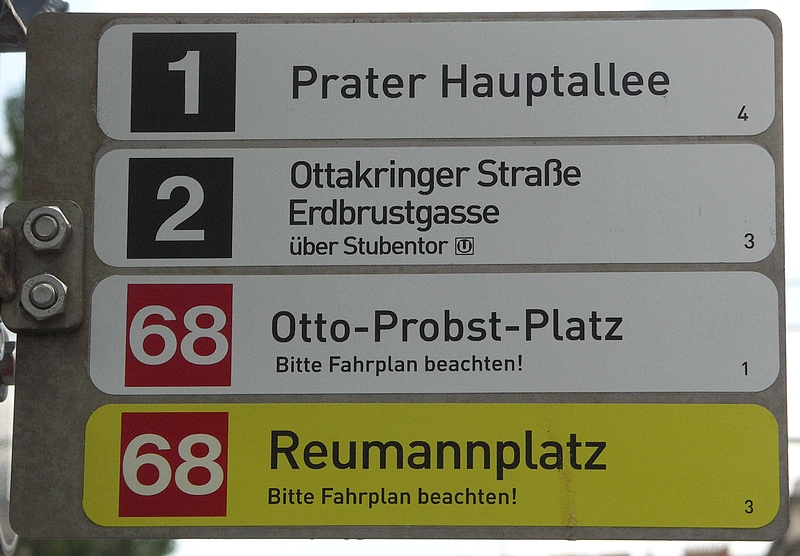 1 Prater Hauptallee 4
2 Ottakringer Straße
Erdbrustgasse
über Stubentor U 3
68 Otto-Probst-Platz
Bitte Fahrplan beachten! 1
68 Reumannplatz
Bitte Fahrplan beachten! 3